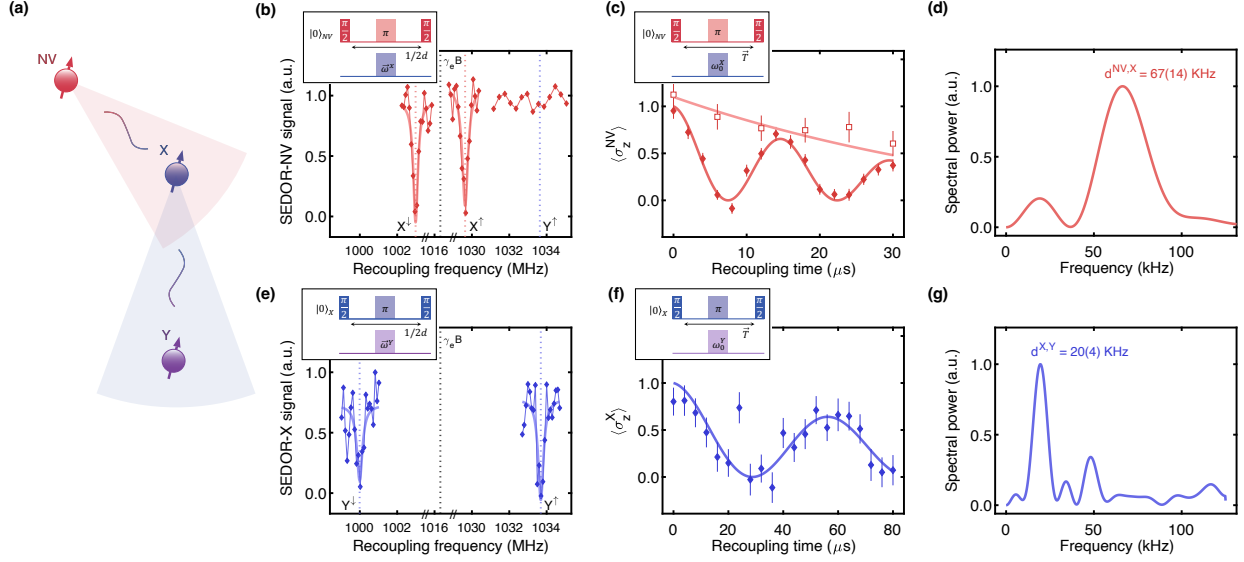 (a)
NV
X
Y
(b)
|0⟩NV π/2 π π/2
1/2d
ω⃗ˣ
γₑB
SEDOR-NV signal (a.u.)
1.0
0.5
0.0
X↓ X↑ Y↑
1000 1002 1016 1030 1032 1034
Recoupling frequency (MHz)
(c)
|0⟩NV π/2 π π/2
T⃗
ω₀ˣ
⟨σ_z^NV⟩
1.0
0.5
0.0
0 10 20 30
Recoupling time (μs)
(d)
d^NV,X = 67(14) KHz
Spectral power (a.u.)
1.0
0.5
0.0
0 50 100
Frequency (kHz)
(e)
|0⟩X π/2 π π/2
1/2d
ω⃗ʸ
γₑB
SEDOR-X signal (a.u.)
1.0
0.5
0.0
Y↓ Y↑
1000 1002 1016 1030 1032 1034
Recoupling frequency (MHz)
(f)
|0⟩X π/2 π π/2
T⃗
ω₀ʸ
⟨σ_z^X⟩
1.0
0.5
0.0
0 20 40 60 80
Recoupling time (μs)
(g)
d^X,Y = 20(4) KHz
Spectral power (a.u.)
1.0
0.5
0.0
0 50 100
Frequency (kHz)